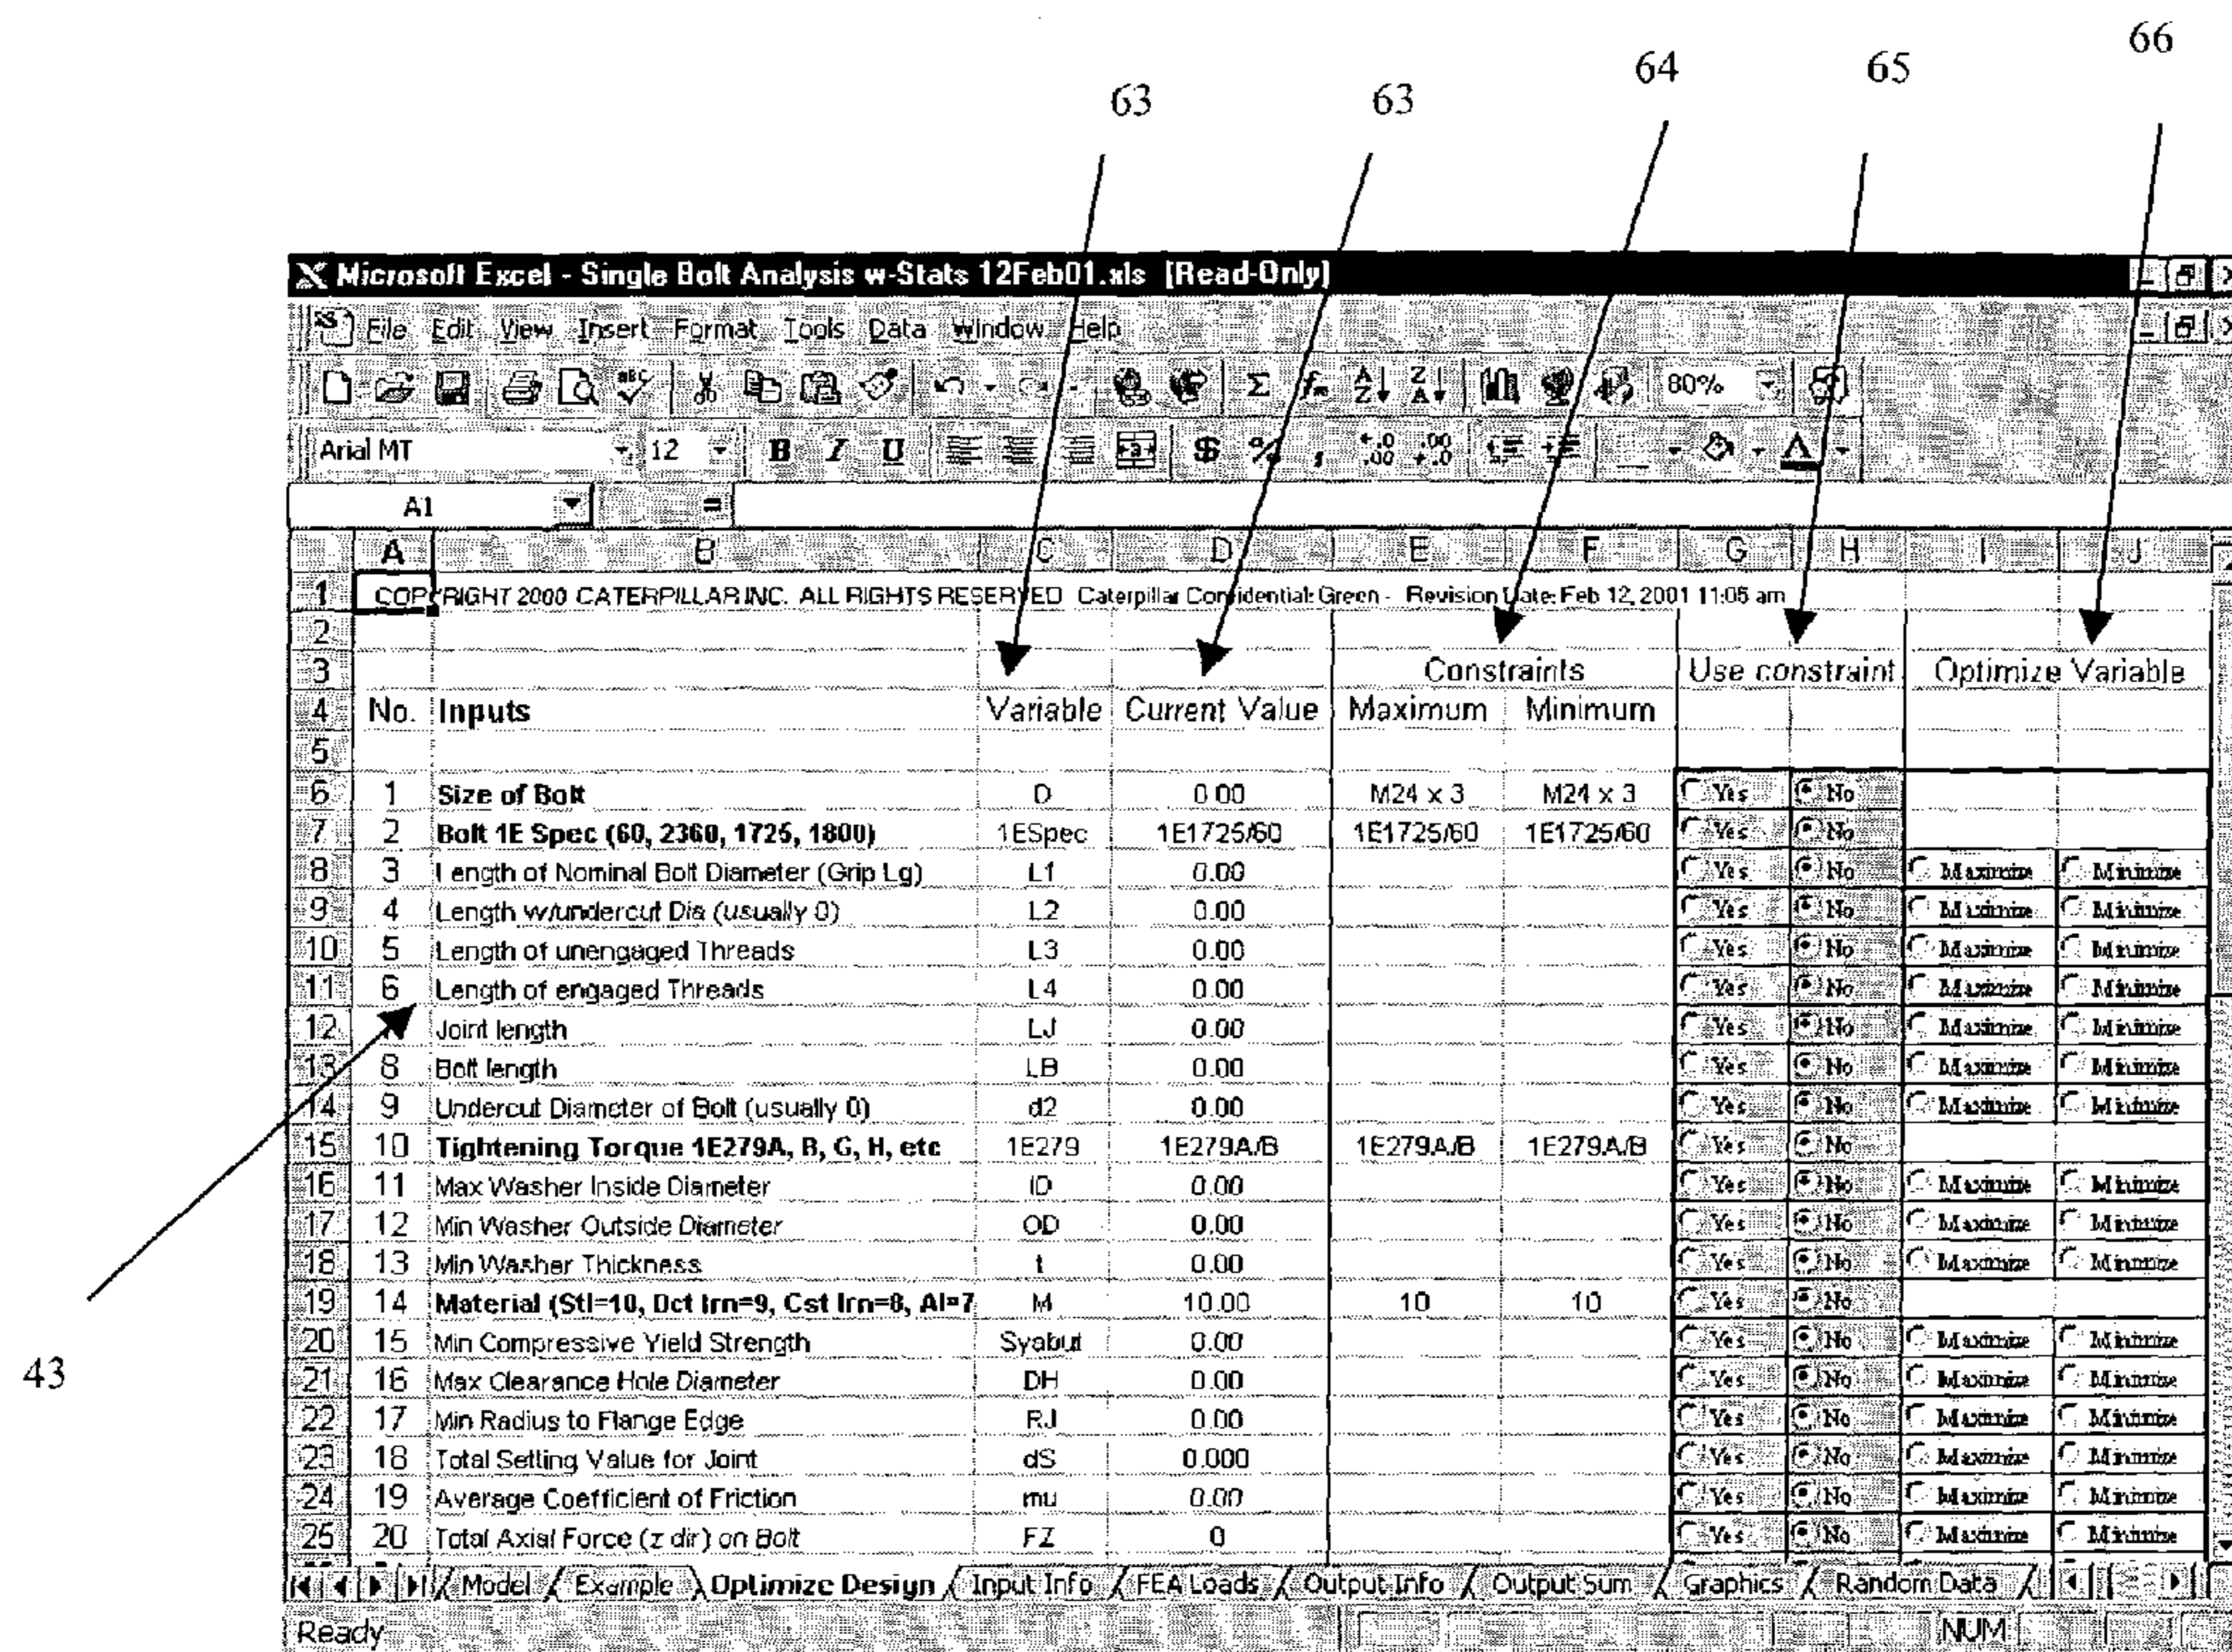 66
64 65
63 63
Microsoft Excel - Single Bolt Analysis w-Stats 12Feb01.xls [Read-Only]
File Edit View Insert Format Tools Data Window Help
80%
Arial MT 12 B I U $ % ,
A1 =
A B C D E F G H I J
1 COPYRIGHT 2000 CATERPILLAR INC. ALL RIGHTS RESERVED Caterpillar Confidential: Green - Revision Date: Feb 12, 2001 11:05 am
2
3 Constraints Use constraint Optimize Variable
4 No. Inputs Variable Current Value Maximum Minimum
5
6 1 Size of Bolt D 0.00 M24 x 3 M24 x 3 Yes No
7 2 Bolt 1E Spec (60, 2360, 1725, 1800) 1ESpec 1E1725/60 1E1725/60 1E1725/60 Yes No
8 3 Length of Nominal Bolt Diameter (Grip Lg) L1 0.00 Yes No Maximize Minimize
9 4 Length w/undercut Dia (usually 0) L2 0.00 Yes No Maximize Minimize
10 5 Length of unengaged Threads L3 0.00 Yes No Maximize Minimize
11 6 Length of engaged Threads L4 0.00 Yes No Maximize Minimize
12 Joint length LJ 0.00 Yes No Maximize Minimize
13 8 Bolt length LB 0.00 Yes No Maximize Minimize
14 9 Undercut Diameter of Bolt (usually 0) d2 0.00 Yes No Maximize Minimize
15 10 Tightening Torque 1E279A, B, G, H, etc 1E279 1E279A/B 1E279A/B 1E279A/B Yes No
16 11 Max Washer Inside Diameter ID 0.00 Yes No Maximize Minimize
17 12 Min Washer Outside Diameter OD 0.00 Yes No Maximize Minimize
18 13 Min Washer Thickness t 0.00 Yes No Maximize Minimize
19 14 Material (Stl=10, Dct Irn=9, Cst Irn=8, Al=7 M 10.00 10 10 Yes No
20 15 Min Compressive Yield Strength Syabut 0.00 Yes No Maximize Minimize
21 16 Max Clearance Hole Diameter DH 0.00 Yes No Maximize Minimize
22 17 Min Radius to Flange Edge RJ 0.00 Yes No Maximize Minimize
23 18 Total Setting Value for Joint dS 0.000 Yes No Maximize Minimize
24 19 Average Coefficient of Friction mu 0.00 Yes No Maximize Minimize
25 20 Total Axial Force (z dir) on Bolt FZ 0 Yes No Maximize Minimize
43
Model Example Optimize Design Input Info FEA Loads Output Info Output Sum Graphics Random Data
Ready NUM